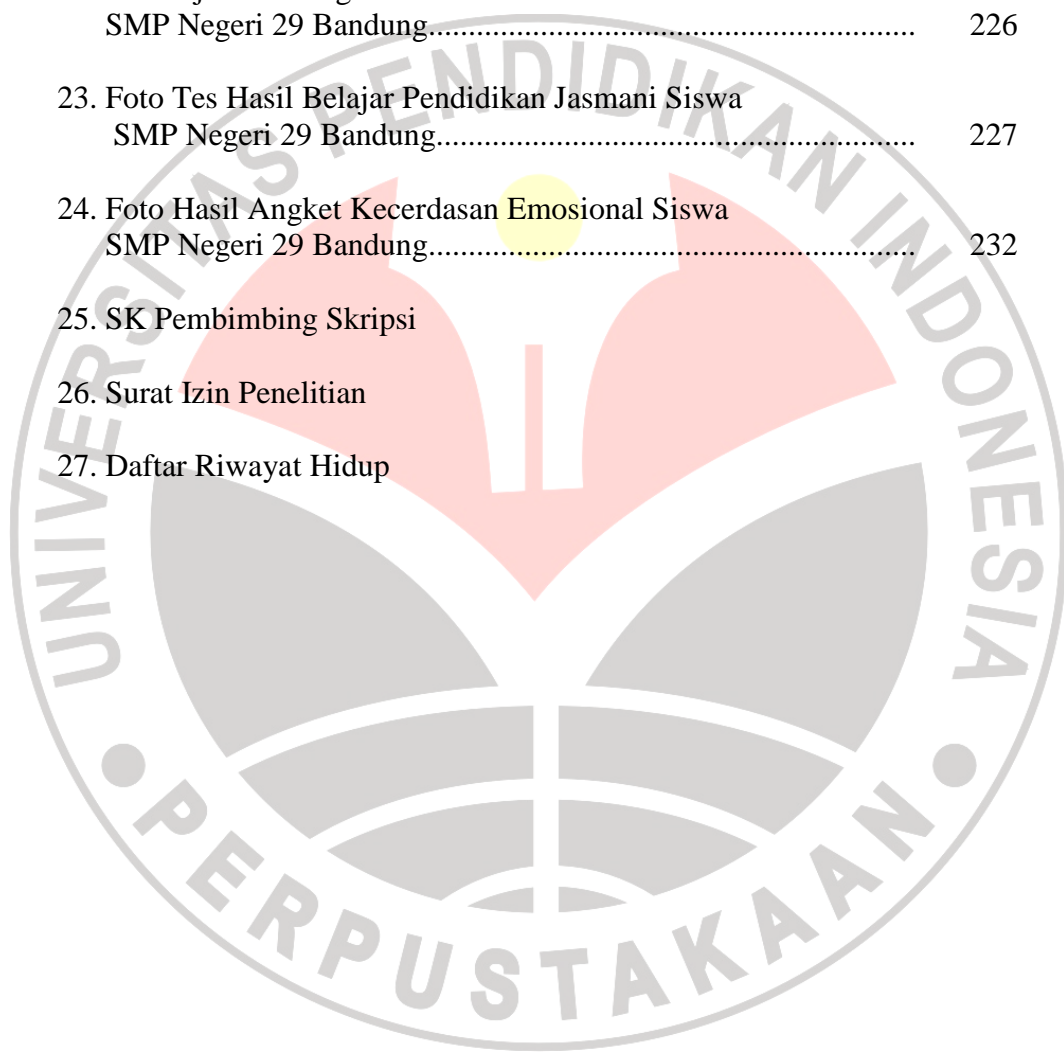 SMP Negeri 29 Bandung............................................................. 226
23. Foto Tes Hasil Belajar Pendidikan Jasmani Siswa
SMP Negeri 29 Bandung............................................................ 227
24. Foto Hasil Angket Kecerdasan Emosional Siswa
SMP Negeri 29 Bandung............................................................. 232
25. SK Pembimbing Skripsi
26. Surat Izin Penelitian
27. Daftar Riwayat Hidup
UNIVERSITAS PENDIDIKAN INDONESIA
PERPUSTAKAAN